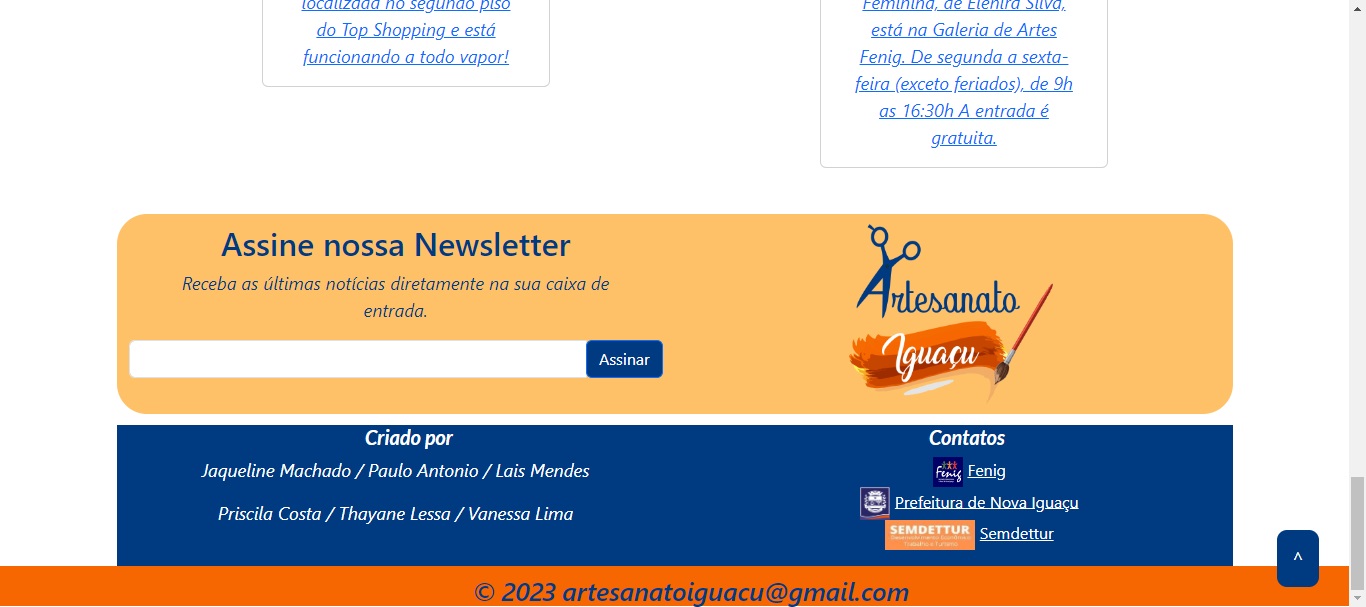 localizada no segundo piso
do Top Shopping e está
funcionando a todo vapor!
Feminina, de Elenira Silva,
está na Galeria de Artes
Fenig. De segunda a sexta-
feira (exceto feriados), de 9h
as 16:30h A entrada é
gratuita.
Assine nossa Newsletter
Receba as últimas notícias diretamente na sua caixa de
entrada.
Assinar
Artesanato
Iguaçu
Criado por
Jaqueline Machado / Paulo Antonio / Lais Mendes
Priscila Costa / Thayane Lessa / Vanessa Lima
Contatos
Fenig Fenig
Prefeitura de Nova Iguaçu
SEMDETTUR Semdettur
^
© 2023 artesanatoiguacu@gmail.com